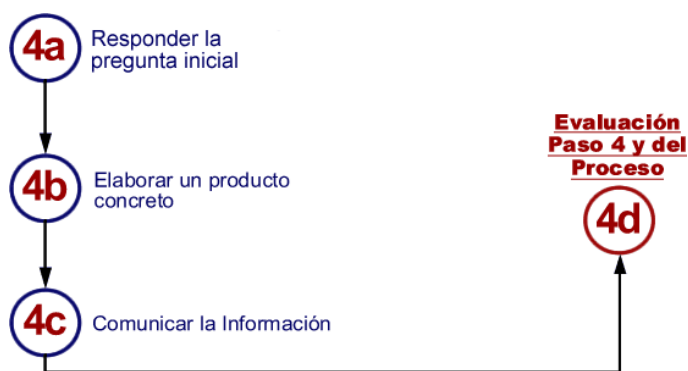 4a
Responder la
pregunta inicial
4b
Elaborar un producto
concreto
4c
Comunicar la Información
Evaluación
Paso 4 y del
Proceso
4d